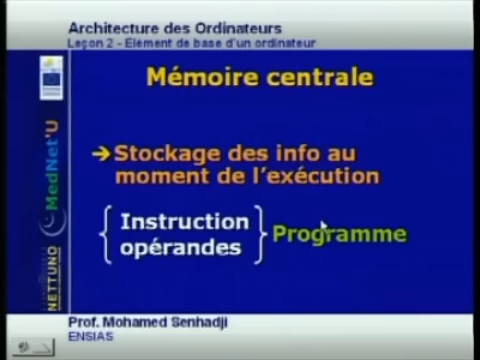 Architecture des Ordinateurs
Leçon 2 - Elément de base d'un ordinateur
Mémoire centrale
➔ Stockage des info au
moment de l'exécution
Instruction
opérandes
Programme
MedNet'U
NETTUNO
Prof. Mohamed Senhadji
ENSIAS